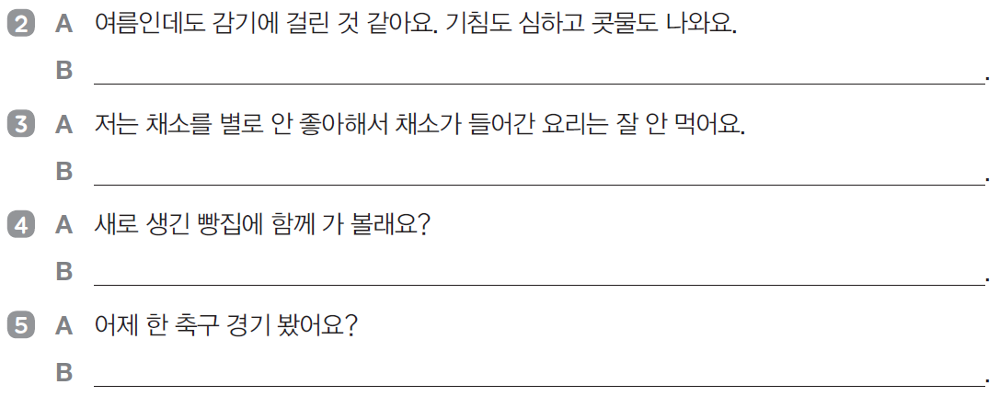 2 A 여름인데도 감기에 걸린 것 같아요. 기침도 심하고 콧물도 나와요.
B .
3 A 저는 채소를 별로 안 좋아해서 채소가 들어간 요리는 잘 안 먹어요.
B .
4 A 새로 생긴 빵집에 함께 가 볼래요?
B .
5 A 어제 한 축구 경기 봤어요?
B .